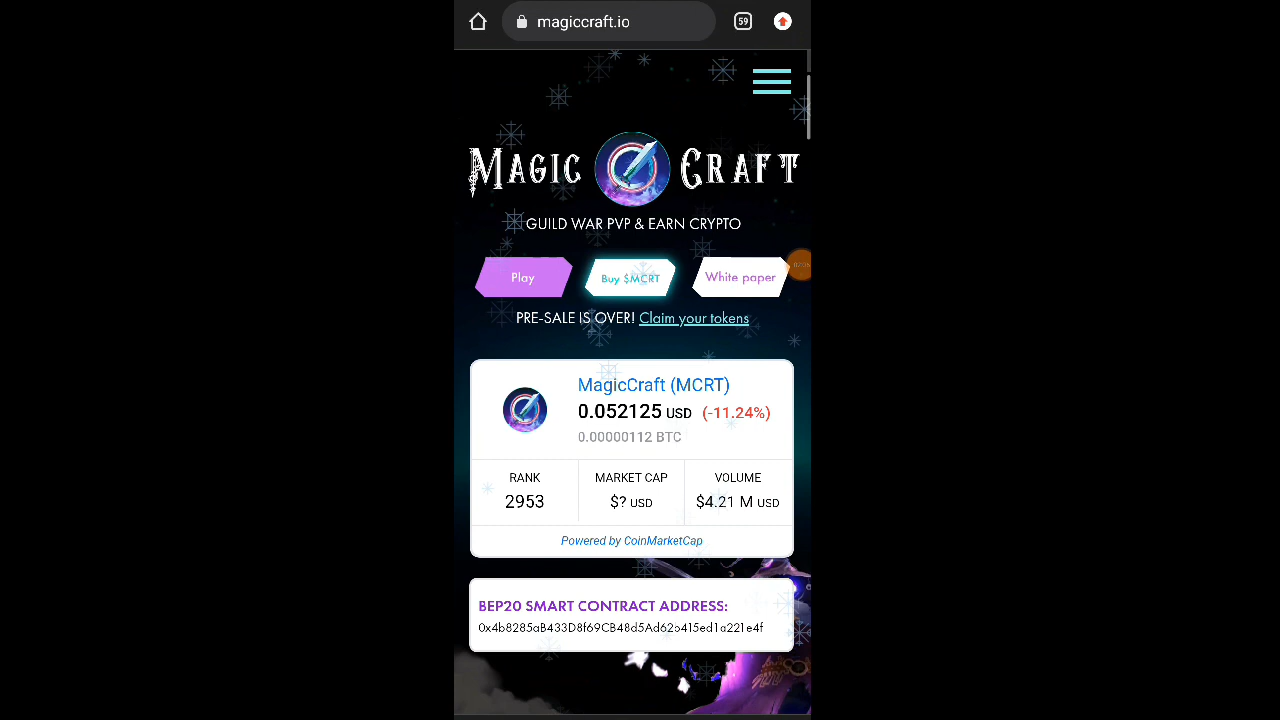 magiccraft.io
59
MAGIC CRAFT
GUILD WAR PVP & EARN CRYPTO
Play
Buy $MCRT
White paper
PRE-SALE IS OVER! Claim your tokens
MagicCraft (MCRT)
0.052125 USD (-11.24%)
0.00000112 BTC
RANK
2953
MARKET CAP
$? USD
VOLUME
$4.21 M USD
Powered by CoinMarketCap
BEP20 SMART CONTRACT ADDRESS:
0x4b8285aB433D8f69CB48d5Ad62b415ed1a221e4f